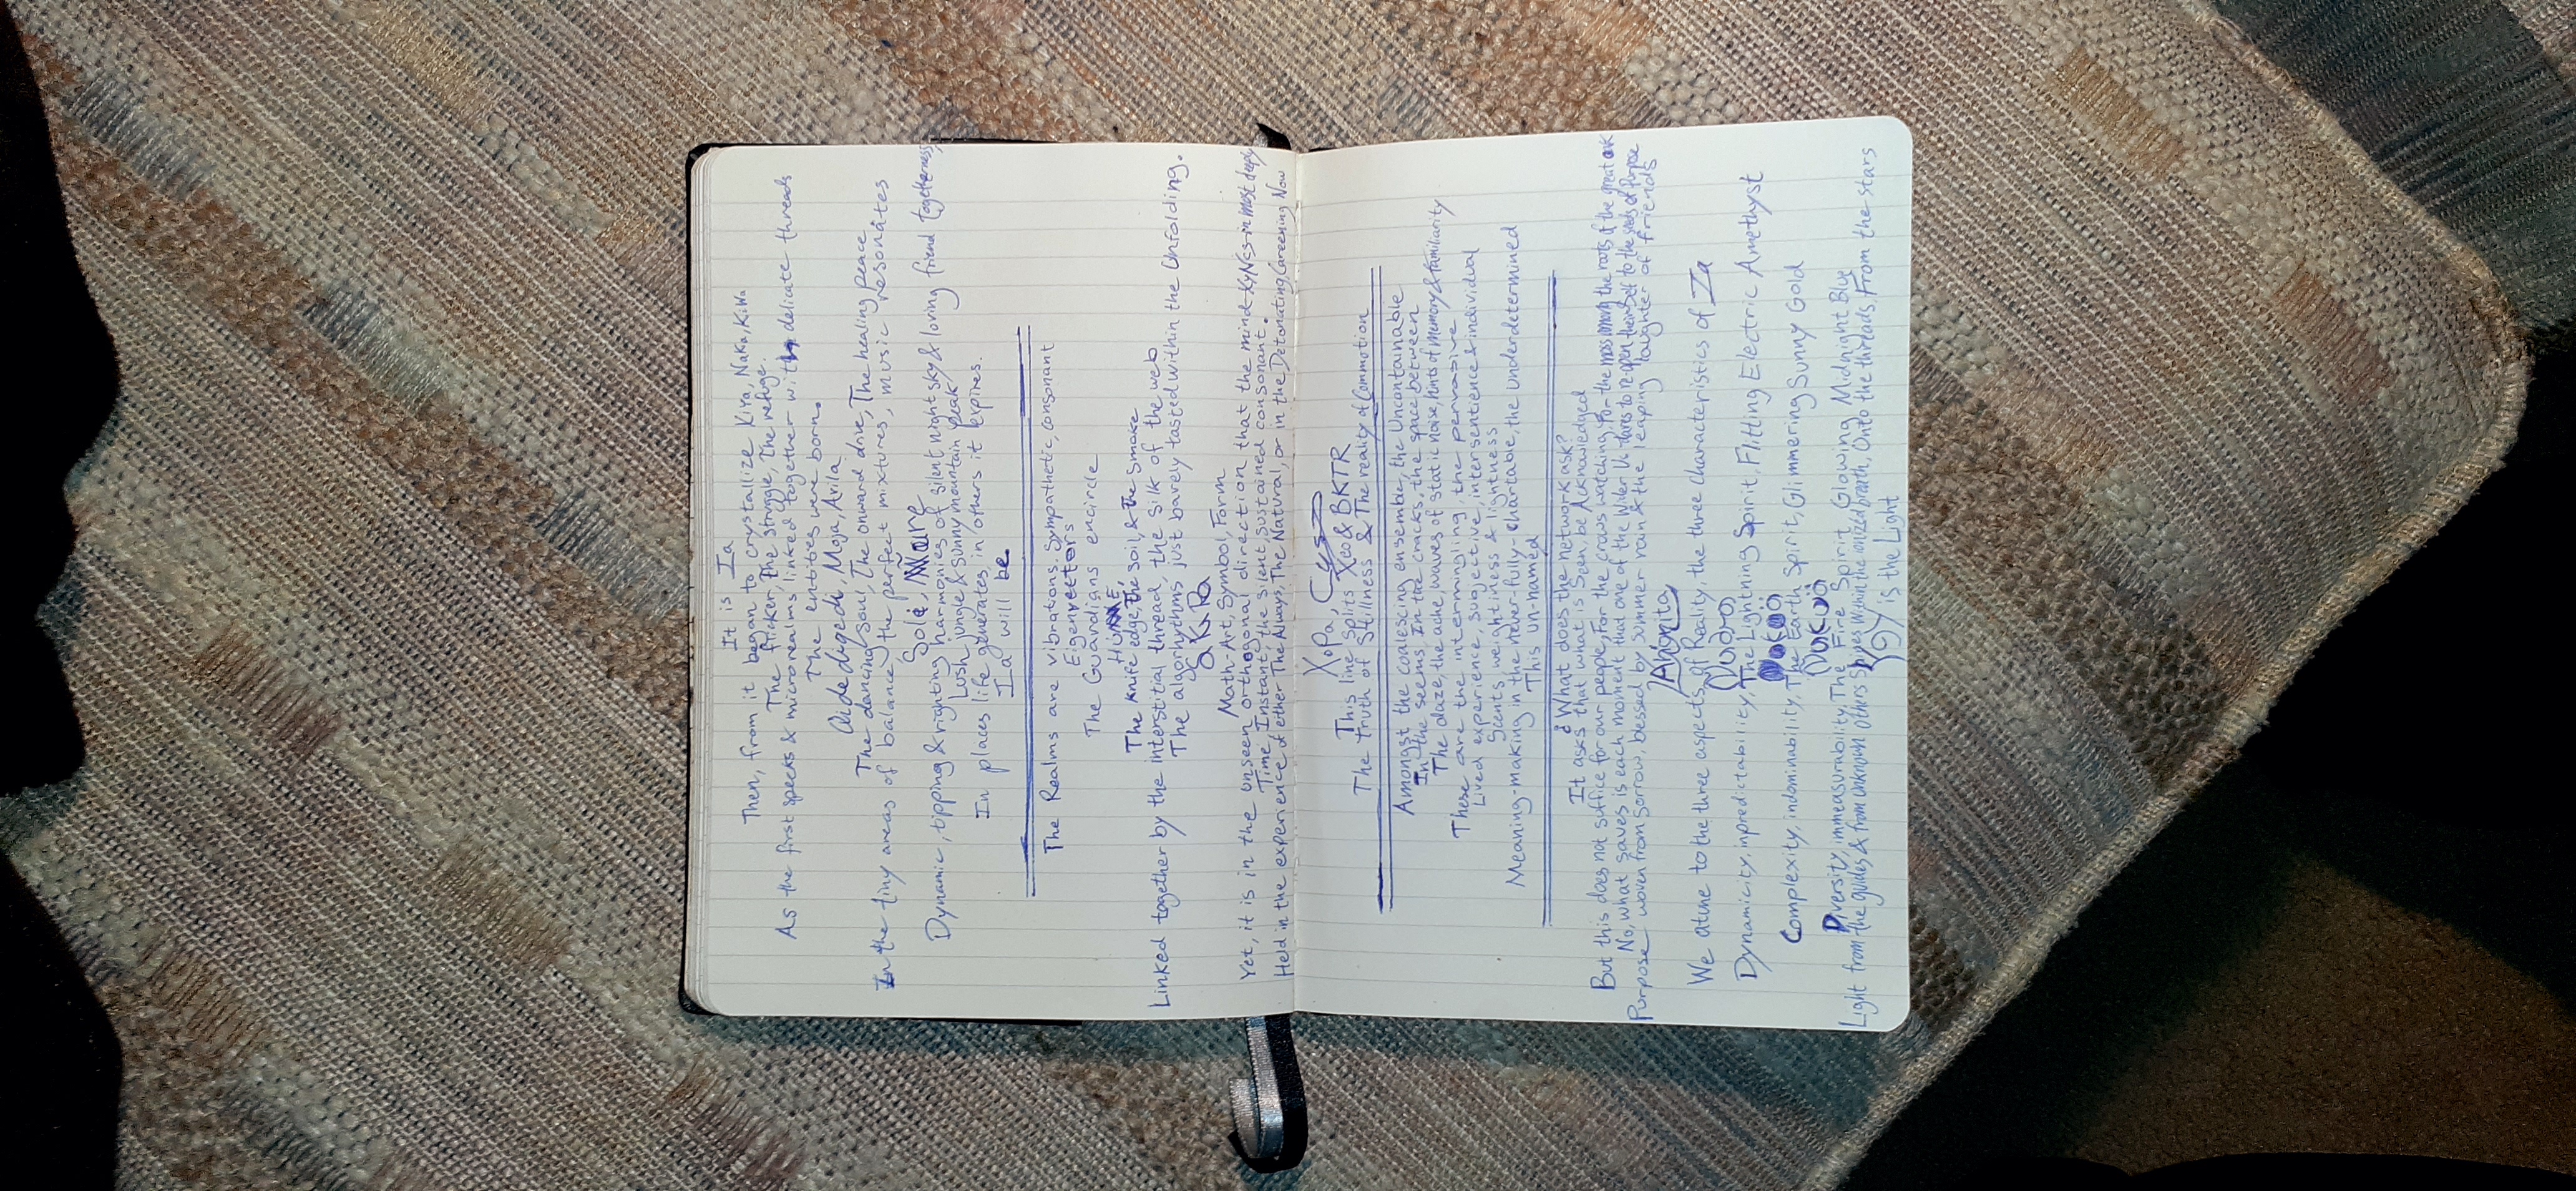 It is Ia
Then, from it began to crystallize Kiya, Naka, Kiwa
The flicker, The struggle, The refuge.
As the first specks & microrealms linked together with delicate threads
The entities were born.
Qidedigedi, Moja, Arila
The dancing soul, The onward drive, The healing peace
In the tiny areas of balance, the perfect mixtures, music resonates
Dynamic, tipping & righting harmonies of silent night sky & loving friend togetherness,
Lush jungle & sunny mountain peak
In places life generates, in others it expires.
Ia will be.
The Realms are vibrations, sympathetic, consonant
Eigenvectors
The Guardians encircle
The knife edge, The soil, & The smoke
Linked together by the interstitial thread, the silk of the web
The algorhythms just barely tasted within the Unfolding.
Math-Art, Symbol, Form
Yet, it is in the unseen orthogonal direction that the mind in most deeply
Time, Instant, the silent, sustained consonant.
Held in the experience of either The Always, The Natural, or in the Detonating Careening Now
XoPa,
This line splits Xeo & BKTR
The truth of Stillness & The reality of Commotion
Amongst the coalescing ensemble, the Uncontainable
In the seems, In the cracks, the space between
The daze, the ache, waves of static noise, hints of Memory & familiarity
These are the intermingling, the pervasive
Lived experience, subjective, intersentience & individual
Scents, weightiness & lightness
Meaning-making in the never-fully-chartable, the underdetermined
This un-named
¿What does the network ask?
It asks that what is Seen, be Acknowledged
But this does not suffice for our people, For the crows watching, For the moss among the roots of the great oak
No, what saves is each moment that one of the Wider Us dares to re-open theirself to the seeds of Purpose
Purpose woven from sorrow, blessed by summer rain & the leaping laughter of friends
We atune to the three aspects of Reality, the three characteristics of Ia
Dynamicity, inpredictability, The Lightning Spirit, Flitting Electric Amethyst
Complexity, indominability, The Earth Spirit, Glimmering Sunny Gold
Diversity, immeasurability, The Fire Spirit, Glowing Midnight Blue
Light from the guides & from unknown others Shines within the ionized breath, Onto the threads, From the stars
is the Light